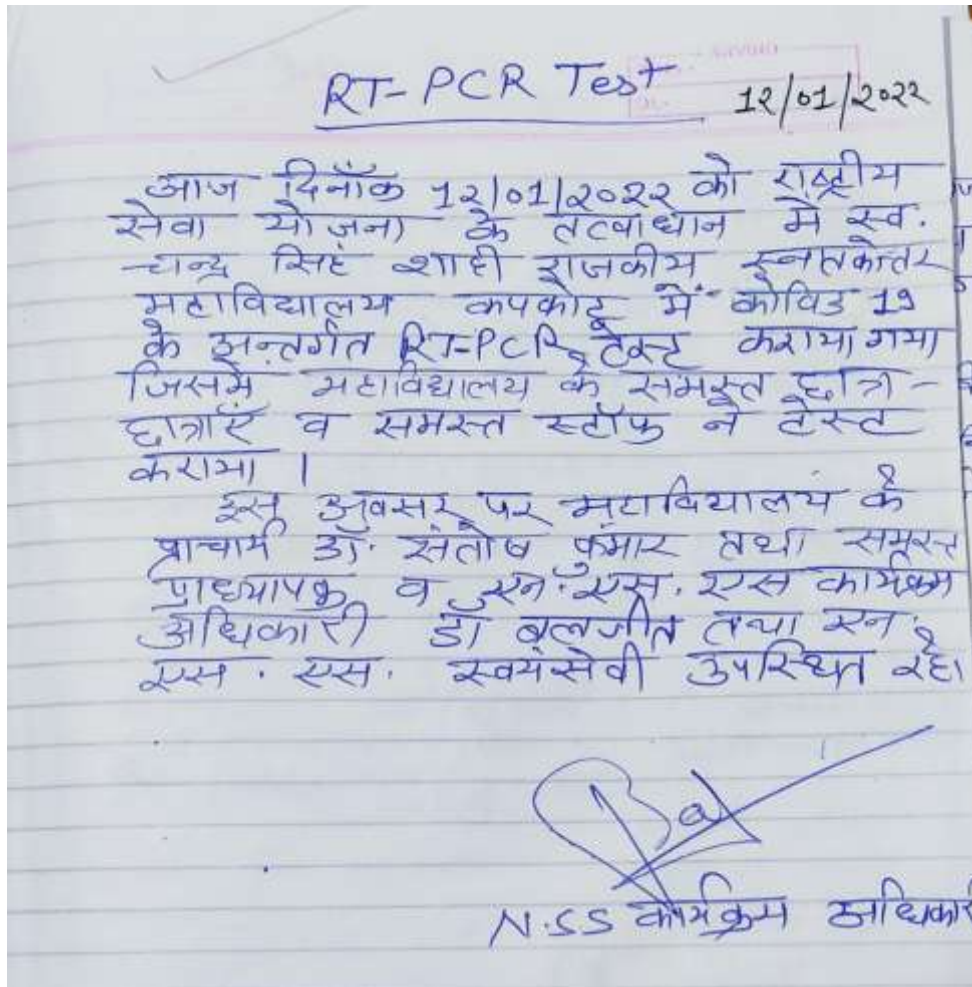 RT-PCR Test
12/01/2022
आज दिनाँक 12/01/2022 को राष्ट्रीय
सेवा योजना के तत्वाधान में स्व.
चन्द्र सिहं शाही राजकीय स्नातकोत्तर
महाविद्यालय कपकोट में कोविड 19
के अन्तर्गत RT-PCR टेस्ट कराया गया
जिसमें महाविद्यालय के समस्त छात्र-
छात्राएं व समस्त स्टॉफ ने टेस्ट
कराया ।
इस अवसर पर महाविद्यालय के
प्राचार्य डॉ. संतोष कुमार तथा समस्त
प्राध्यापक व एन. एस. एस कार्यक्रम
अधिकारी डॉ बलजीत तथा एन.
एस. एस. स्वयंसेवी उपस्थित रहे।
N.SS कार्यक्रम अधिकारी